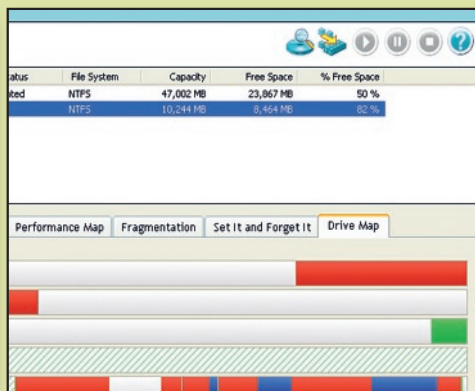 tatus File System Capacity Free Space % Free Space
ted NTFS 47,002 MB 23,867 MB 50 %
NTFS 10,244 MB 8,464 MB 82 %
Performance Map Fragmentation Set It and Forget It Drive Map